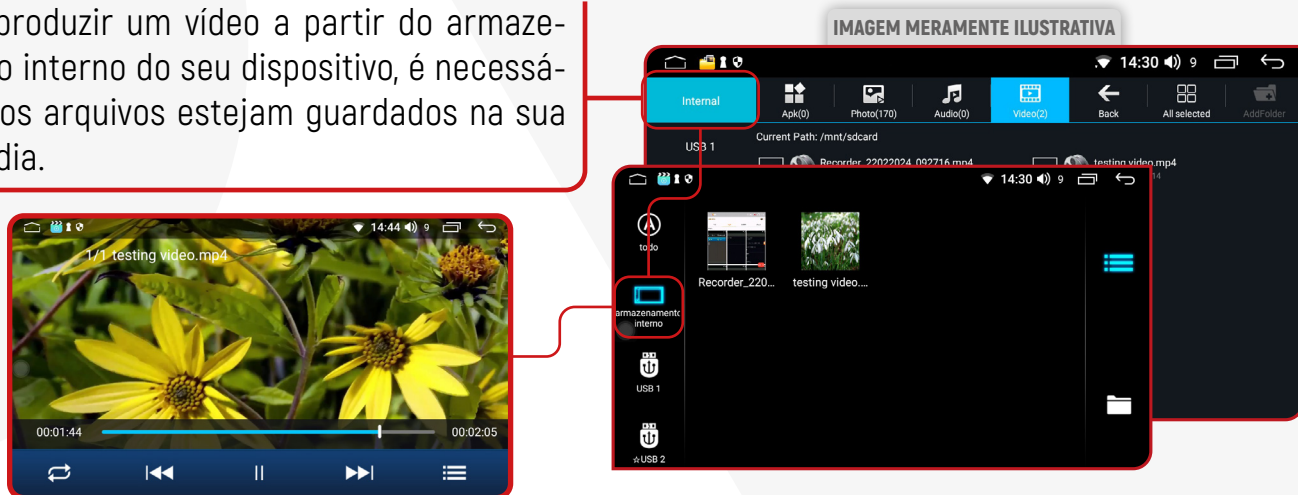 produzir um vídeo a partir do armaze-
o interno do seu dispositivo, é necessá-
os arquivos estejam guardados na sua
dia.
IMAGEM MERAMENTE ILUSTRATIVA
14:30 9
Internal
Apk(0) Photo(170) Audio(0) Video(2) Back All selected AddFolder
USB 1
Current Path: /mnt/sdcard
Recorder_22022024_092716.mp4 testing video.mp4
14
14:30 9
A
todo
Recorder_220... testing video....
armazenamento
interno
USB 1
☆USB 2
14:44 9
1/1 testing video.mp4
00:01:44 00:02:05